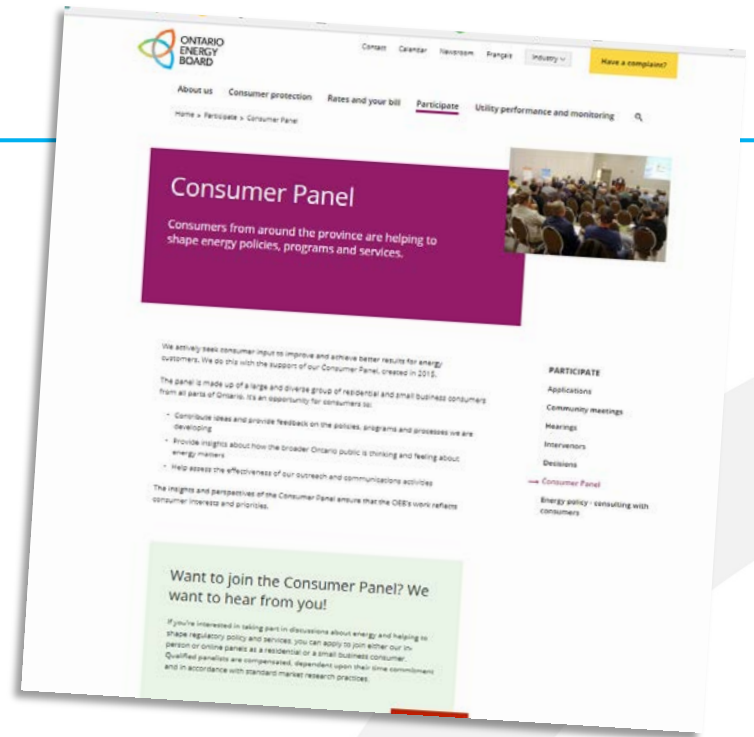 ONTARIO
ENERGY
BOARD
Contact Calendar Newsroom Français Industry
Have a complaint?
About us Consumer protection Rates and your bill Participate Utility performance and monitoring
Home » Participate » Consumer Panel
Consumer Panel
Consumers from around the province are helping to
shape energy policies, programs and services.
We actively seek consumer input to improve and achieve better results for energy
customers. We do this with the support of our Consumer Panel, created in 2015.
The panel is made up of a large and diverse group of residential and small business consumers
from all parts of Ontario. It's an opportunity for consumers to:
• Contribute ideas and provide feedback on the policies, programs and processes we are
developing
• Provide insights about how the broader Ontario public is thinking and feeling about
energy matters
• Help assess the effectiveness of our outreach and communications activities
The insights and perspectives of the Consumer Panel ensure that the OEB's work reflects
consumer interests and priorities.
PARTICIPATE
Applications
Community meetings
Hearings
Intervenors
Decisions
→ Consumer Panel
Energy policy - consulting with
consumers
Want to join the Consumer Panel? We
want to hear from you!
If you're interested in taking part in discussions about energy and helping to
shape regulatory policy and services, you can apply to join either our in-
person or online panels as a residential or a small business consumer.
Qualified panelists are compensated, dependent upon their time commitment
and in accordance with standard market research practices.